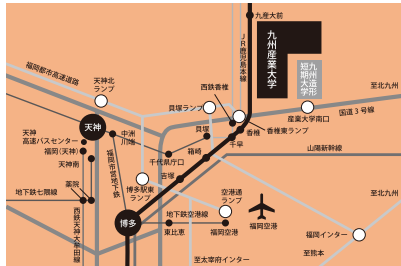 九産大前
九州産業大学
九州造形
短期大学
JR鹿児島本線
福岡都市高速道路
天神北
ランプ
西鉄香椎
貝塚ランプ
至北九州
国道3号線
産業大学南口
香椎
香椎東ランプ
天神
中洲
川端
貝塚
千早
天神
高速バスセンター
福岡(天神)
天神南
箱崎
山陽新幹線
千代県庁口
福岡市営地下鉄
吉塚
薬院
博多駅東
ランプ
空港通
ランプ
至北九州
地下鉄七隈線
西鉄天神大牟田線
博多
地下鉄空港線
東比恵
福岡空港
福岡空港
福岡インター
至熊本
至太宰府インター